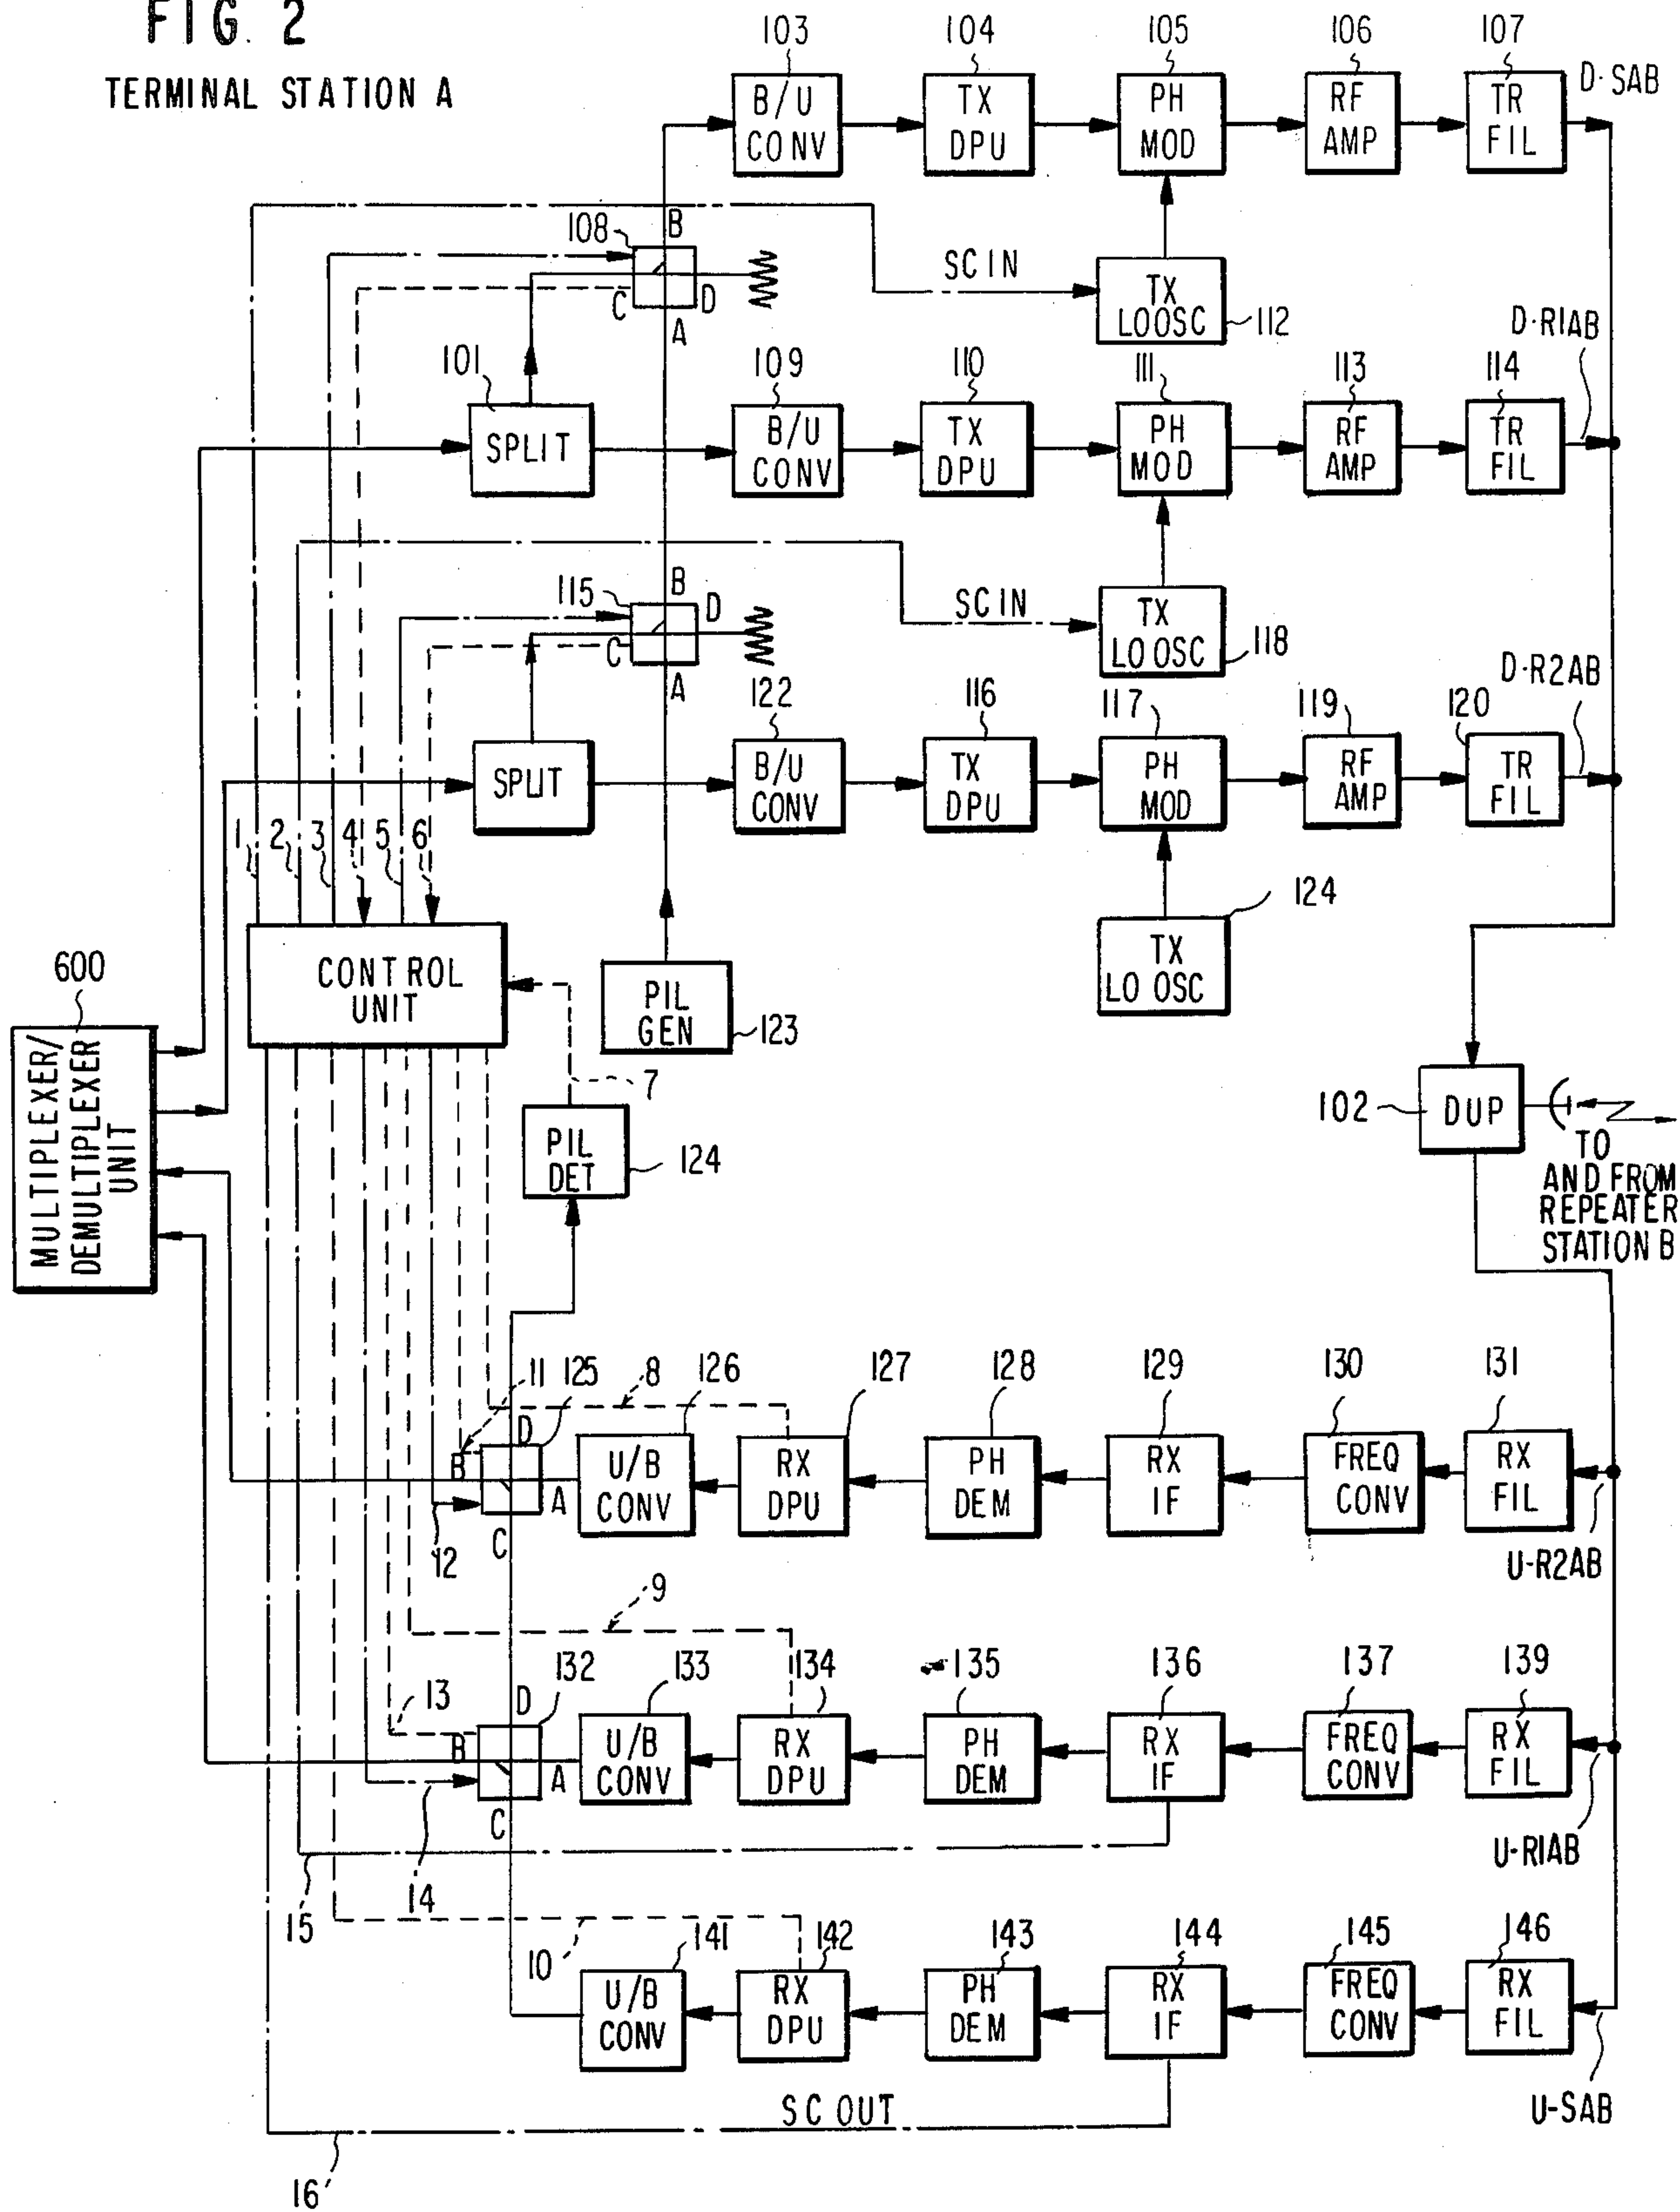 FIG. 2
TERMINAL STATION A
103
104
105
106
107
D·SAB
B/U
CONV
TX
DPU
PH
MOD
RF
AMP
TR
FIL
108
B
C
D
A
SC IN
TX
LO OSC
112
D·R1AB
101
109
110
111
113
114
SPLIT
B/U
CONV
TX
DPU
PH
MOD
RF
AMP
TR
FIL
115
B
D
C
A
SC IN
TX
LO OSC
118
D·R2AB
122
116
117
119
120
SPLIT
B/U
CONV
TX
DPU
PH
MOD
RF
AMP
TR
FIL
1
2
3
4
5
6
124
TX
LO OSC
600
CONTROL
UNIT
PIL
GEN
123
MULTIPLEXER/
DEMULTIPLEXER
UNIT
7
PIL
DET
124
102
DUP
TO
AND FROM
REPEATER
STATION B
11
125
126
8
127
128
129
130
131
D
B
A
C
12
U/B
CONV
RX
DPU
PH
DEM
RX
IF
FREQ
CONV
RX
FIL
U-R2AB
9
13
132
133
134
135
136
137
139
D
B
A
C
U/B
CONV
RX
DPU
PH
DEM
RX
IF
FREQ
CONV
RX
FIL
U-R1AB
15
14
10
141
142
143
144
145
146
U/B
CONV
RX
DPU
PH
DEM
RX
IF
FREQ
CONV
RX
FIL
SC OUT
U-SAB
16